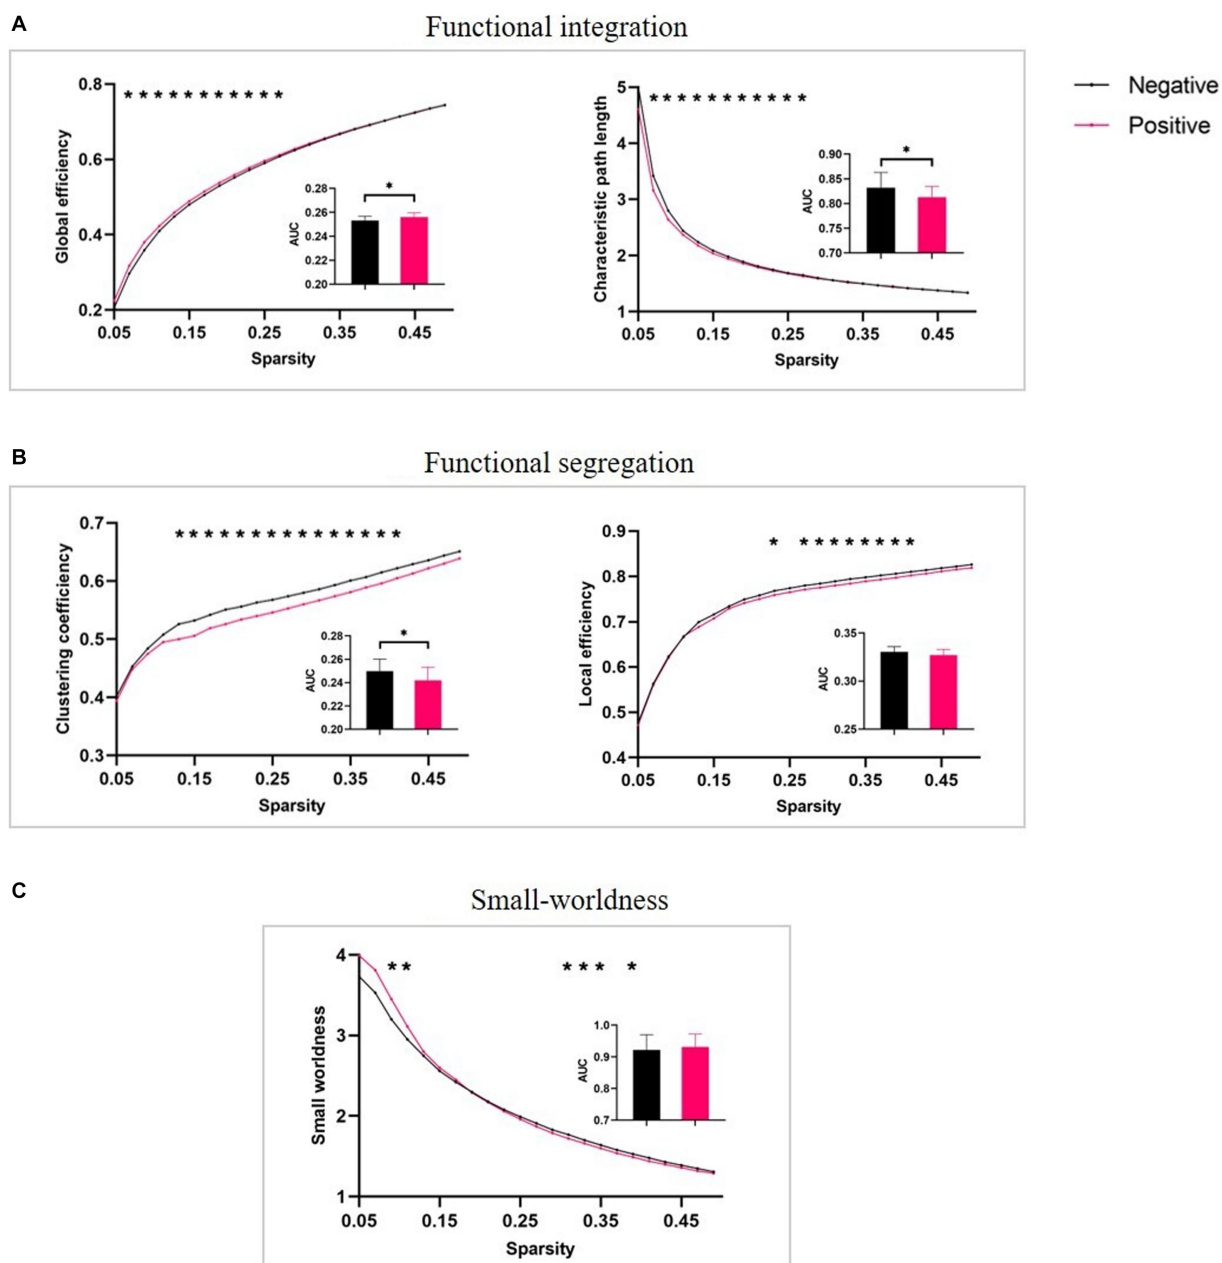 A
Functional integration
Negative
Positive
Global efficiency
0.8
0.6
0.4
0.2
***********
0.05 0.15 0.25 0.35 0.45
Sparsity
AUC
0.28
0.26
0.24
0.22
0.20
*
Characteristic path length
5
4
3
2
1
***********
0.05 0.15 0.25 0.35 0.45
Sparsity
AUC
0.90
0.85
0.80
0.75
0.70
*
B
Functional segregation
Clustering coefficiency
0.7
0.6
0.5
0.4
0.3
***************
0.05 0.15 0.25 0.35 0.45
Sparsity
AUC
0.28
0.26
0.24
0.22
0.20
*
Local efficiency
0.9
0.8
0.7
0.6
0.5
0.4
* ********
0.05 0.15 0.25 0.35 0.45
Sparsity
AUC
0.35
0.30
0.25
C
Small-worldness
Small worldness
4
3
2
1
** *** *
0.05 0.15 0.25 0.35 0.45
Sparsity
AUC
1.0
0.9
0.8
0.7